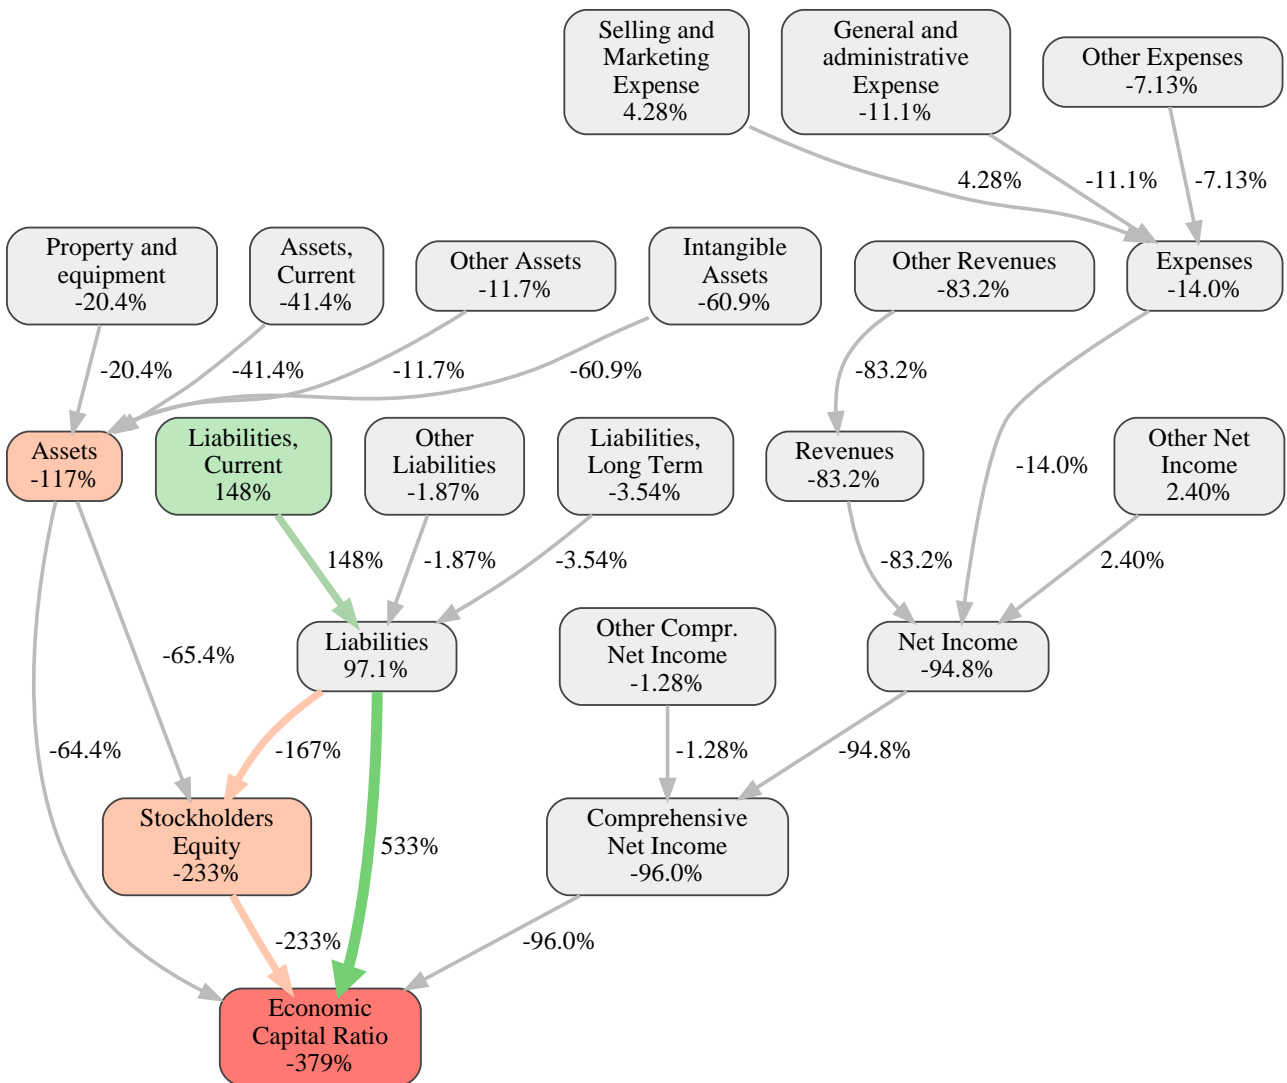 Selling and
Marketing
Expense
4.28%
General and
administrative
Expense
-11.1%
Other Expenses
-7.13%
4.28%
-11.1%
-7.13%
Property and
equipment
-20.4%
Assets,
Current
-41.4%
Other Assets
-11.7%
Intangible
Assets
-60.9%
Other Revenues
-83.2%
Expenses
-14.0%
-20.4%
-41.4%
-11.7%
-60.9%
-83.2%
Assets
-117%
Liabilities,
Current
148%
Other
Liabilities
-1.87%
Liabilities,
Long Term
-3.54%
Revenues
-83.2%
-14.0%
Other Net
Income
2.40%
148%
-1.87%
-3.54%
-83.2%
2.40%
-65.4%
Liabilities
97.1%
Other Compr.
Net Income
-1.28%
Net Income
-94.8%
-64.4%
-167%
-1.28%
-94.8%
Stockholders
Equity
-233%
533%
Comprehensive
Net Income
-96.0%
-233%
-96.0%
Economic
Capital Ratio
-379%